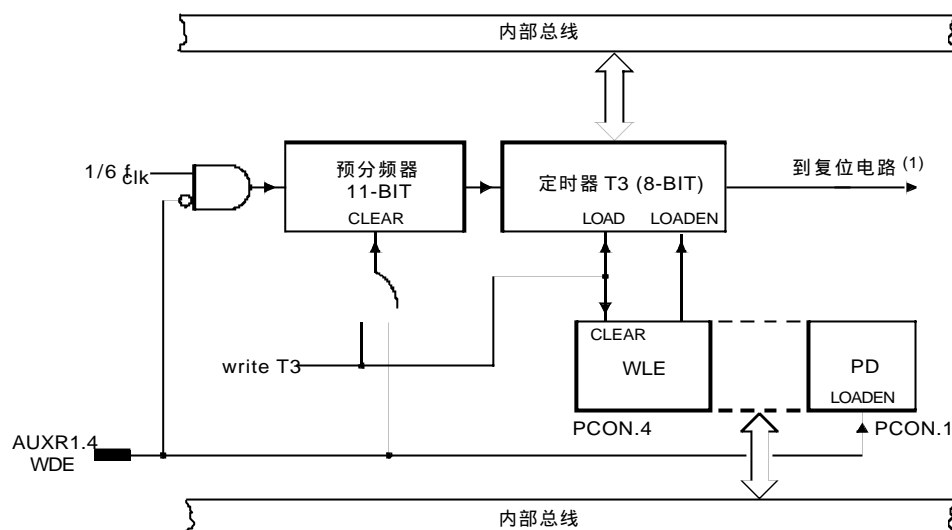 内部总线
1/6 fclk
预分频器
11-BIT
CLEAR
定时器 T3 (8-BIT)
LOAD LOADEN
到复位电路 (1)
write T3
CLEAR
WLE
PCON.4
PD
LOADEN
PCON.1
AUXR1.4
WDE
内部总线